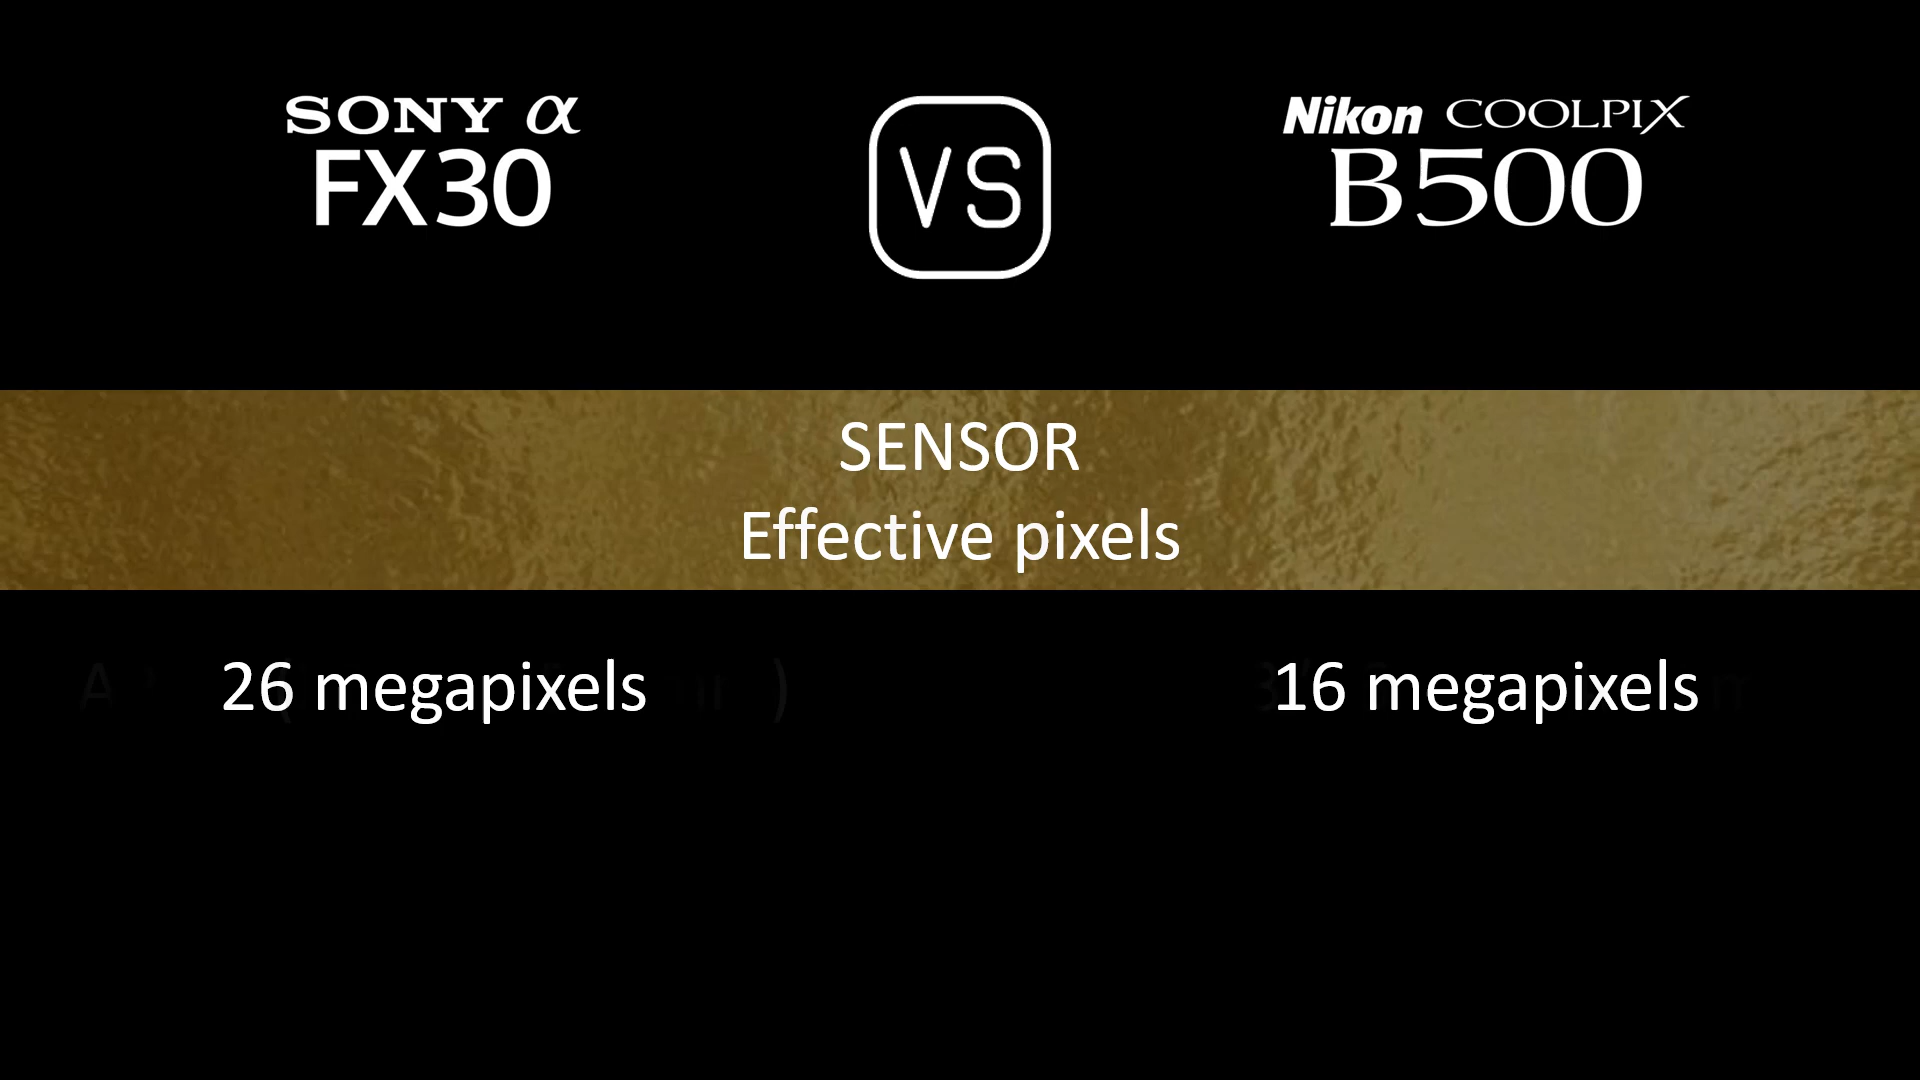 SONY α
FX30
VS
Nikon COOLPIX
B500
SENSOR
Effective pixels
26 megapixels
16 megapixels